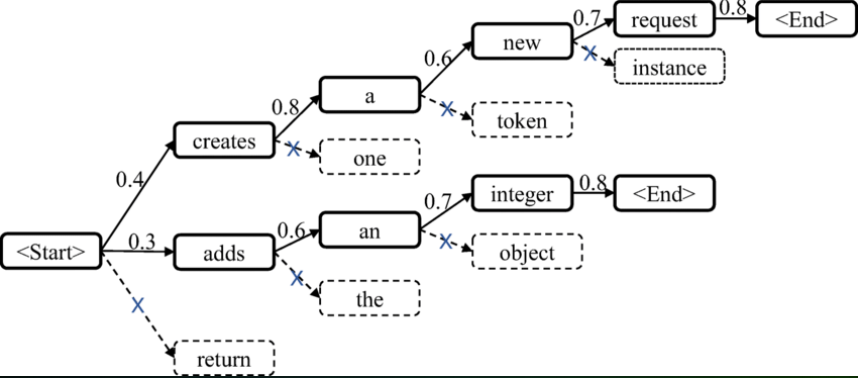 0.7
request
0.8
<End>
new
instance
0.6
a
0.8
token
creates
one
0.4
integer
0.8
<End>
0.7
an
0.6
<Start>
0.3
adds
object
the
return